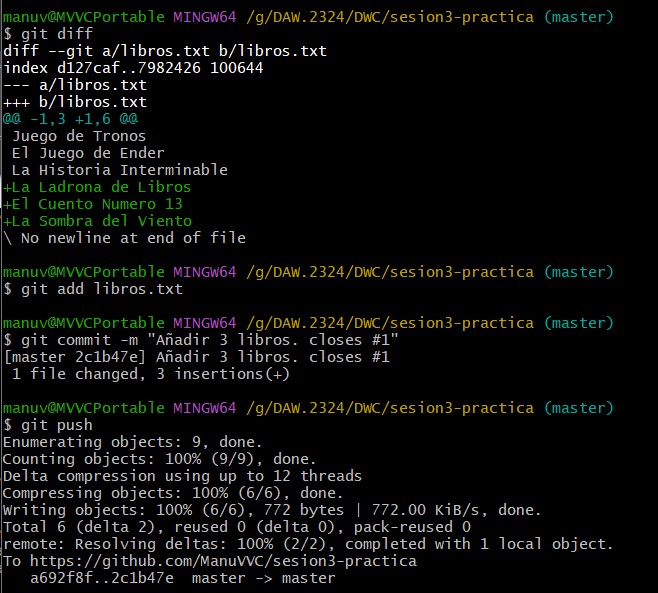 manuv@MVVCPortable MINGW64 /g/DAW.2324/DWC/sesion3-practica (master)
$ git diff
diff --git a/libros.txt b/libros.txt
index d127caf..7982426 100644
--- a/libros.txt
+++ b/libros.txt
@@ -1,3 +1,6 @@
 Juego de Tronos
 El Juego de Ender
 La Historia Interminable
+La Ladrona de Libros
+El Cuento Numero 13
+La Sombra del Viento
\ No newline at end of file
manuv@MVVCPortable MINGW64 /g/DAW.2324/DWC/sesion3-practica (master)
$ git add libros.txt
manuv@MVVCPortable MINGW64 /g/DAW.2324/DWC/sesion3-practica (master)
$ git commit -m "Añadir 3 libros. closes #1"
[master 2c1b47e] Añadir 3 libros. closes #1
 1 file changed, 3 insertions(+)
manuv@MVVCPortable MINGW64 /g/DAW.2324/DWC/sesion3-practica (master)
$ git push
Enumerating objects: 9, done.
Counting objects: 100% (9/9), done.
Delta compression using up to 12 threads
Compressing objects: 100% (6/6), done.
Writing objects: 100% (6/6), 772 bytes | 772.00 KiB/s, done.
Total 6 (delta 2), reused 0 (delta 0), pack-reused 0
remote: Resolving deltas: 100% (2/2), completed with 1 local object.
To https://github.com/ManuVVC/sesion3-practica
   a692f8f..2c1b47e  master -> master